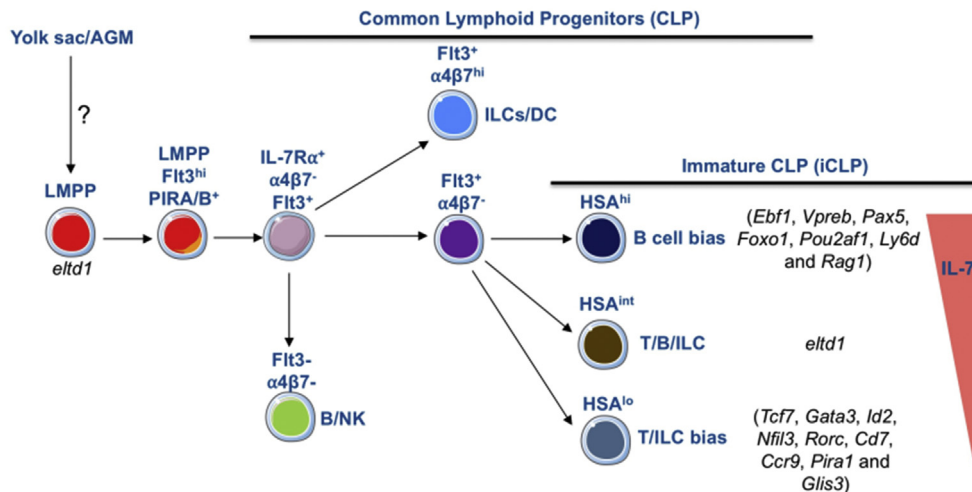 Common Lymphoid Progenitors (CLP)
Yolk sac/AGM
?
Flt3⁺
α4β7ʰⁱ
ILCs/DC
LMPP
eltd1
LMPP
Flt3ʰⁱ
PIRA/B⁺
IL-7Rα⁺
α4β7⁻
Flt3⁺
Flt3⁺
α4β7⁻
Flt3-
α4β7-
B/NK
Immature CLP (iCLP)
HSAʰⁱ
B cell bias
(Ebf1, Vpreb, Pax5,
Foxo1, Pou2af1, Ly6d
and Rag1)
IL-7
HSAⁱⁿᵗ
T/B/ILC
eltd1
HSAˡᵒ
T/ILC bias
(Tcf7, Gata3, Id2,
Nfil3, Rorc, Cd7,
Ccr9, Pira1 and
Glis3)